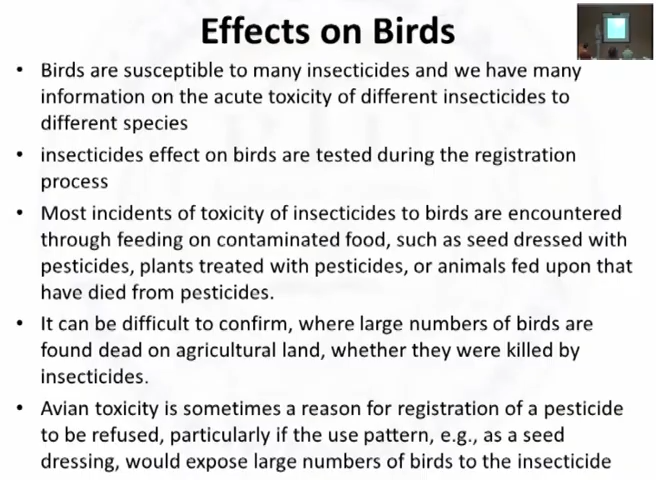 Effects on Birds
• Birds are susceptible to many insecticides and we have many
information on the acute toxicity of different insecticides to
different species
• insecticides effect on birds are tested during the registration
process
• Most incidents of toxicity of insecticides to birds are encountered
through feeding on contaminated food, such as seed dressed with
pesticides, plants treated with pesticides, or animals fed upon that
have died from pesticides.
• It can be difficult to confirm, where large numbers of birds are
found dead on agricultural land, whether they were killed by
insecticides.
• Avian toxicity is sometimes a reason for registration of a pesticide
to be refused, particularly if the use pattern, e.g., as a seed
dressing, would expose large numbers of birds to the insecticide